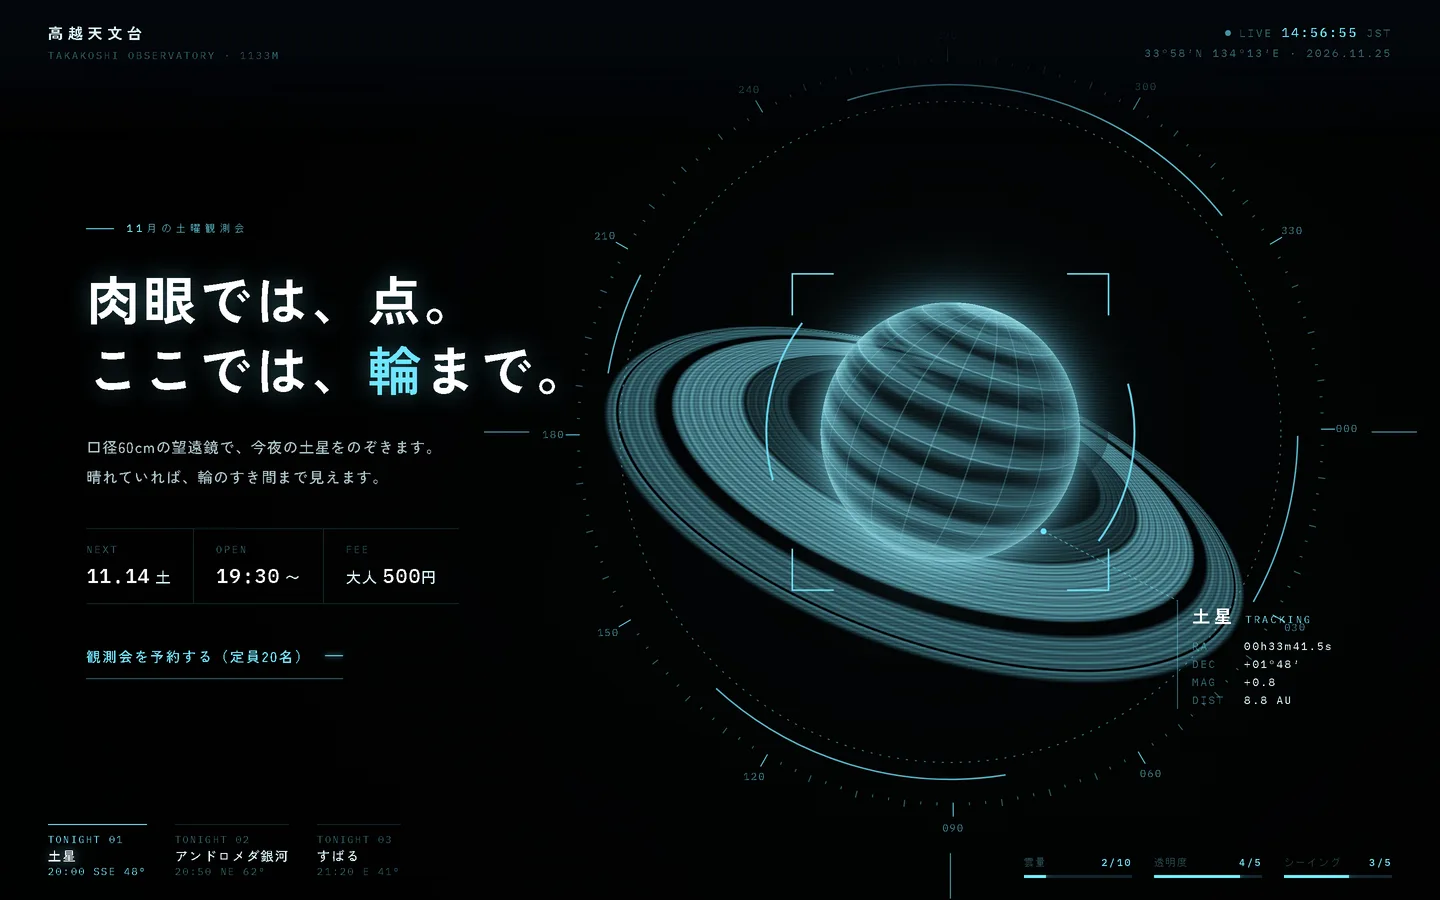 高越天文台
TAKAKOSHI OBSERVATORY · 1133M
LIVE 14:56:55 JST
33°58′N 134°13′E · 2026.11.25
11月の土曜観測会
肉眼では、点。
ここでは、輪まで。
口径60cmの望遠鏡で、今夜の土星をのぞきます。
晴れていれば、輪のすき間まで見えます。
NEXT
11.14 土
OPEN
19:30 〜
FEE
大人 500円
観測会を予約する（定員20名）
240
300
210
330
180
000
150
030
120
060
090
土星 TRACKING
RA 00h33m41.5s
DEC +01°48′
MAG +0.8
DIST 8.8 AU
TONIGHT 01
土星
20:00 SSE 48°
TONIGHT 02
アンドロメダ銀河
20:50 NE 62°
TONIGHT 03
すばる
21:20 E 41°
雲量 2/10
透明度 4/5
シーイング 3/5